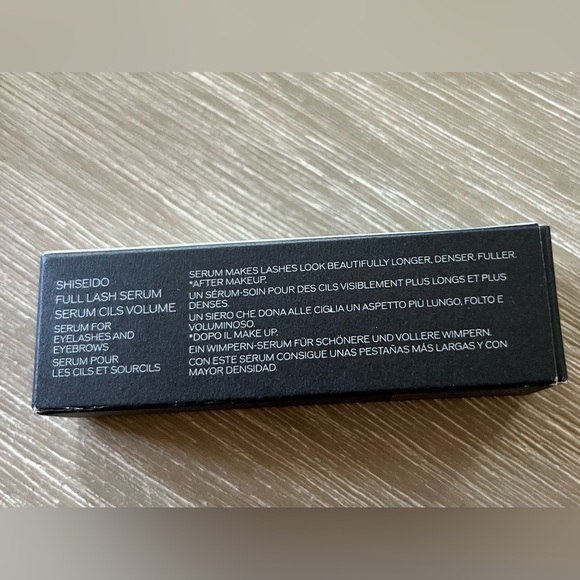 SHISEIDO
FULL LASH SERUM
SERUM CILS VOLUME
SERUM FOR
EYELASHES AND
EYEBROWS
SERUM POUR
LES CILS ET SOURCILS
SERUM MAKES LASHES LOOK BEAUTIFULLY LONGER, DENSER, FULLER.
*AFTER MAKEUP.
UN SÉRUM-SOIN POUR DES CILS VISIBLEMENT PLUS LONGS ET PLUS
DENSES.
UN SIERO CHE DONA ALLE CIGLIA UN ASPETTO PIÙ LUNGO, FOLTO E
VOLUMINOSO.
*DOPO IL MAKE UP.
EIN WIMPERN-SERUM FÜR SCHÖNERE UND VOLLERE WIMPERN.
CON ESTE SERUM CONSIGUE UNAS PESTAÑAS MÁS LARGAS Y CON
MAYOR DENSIDAD.